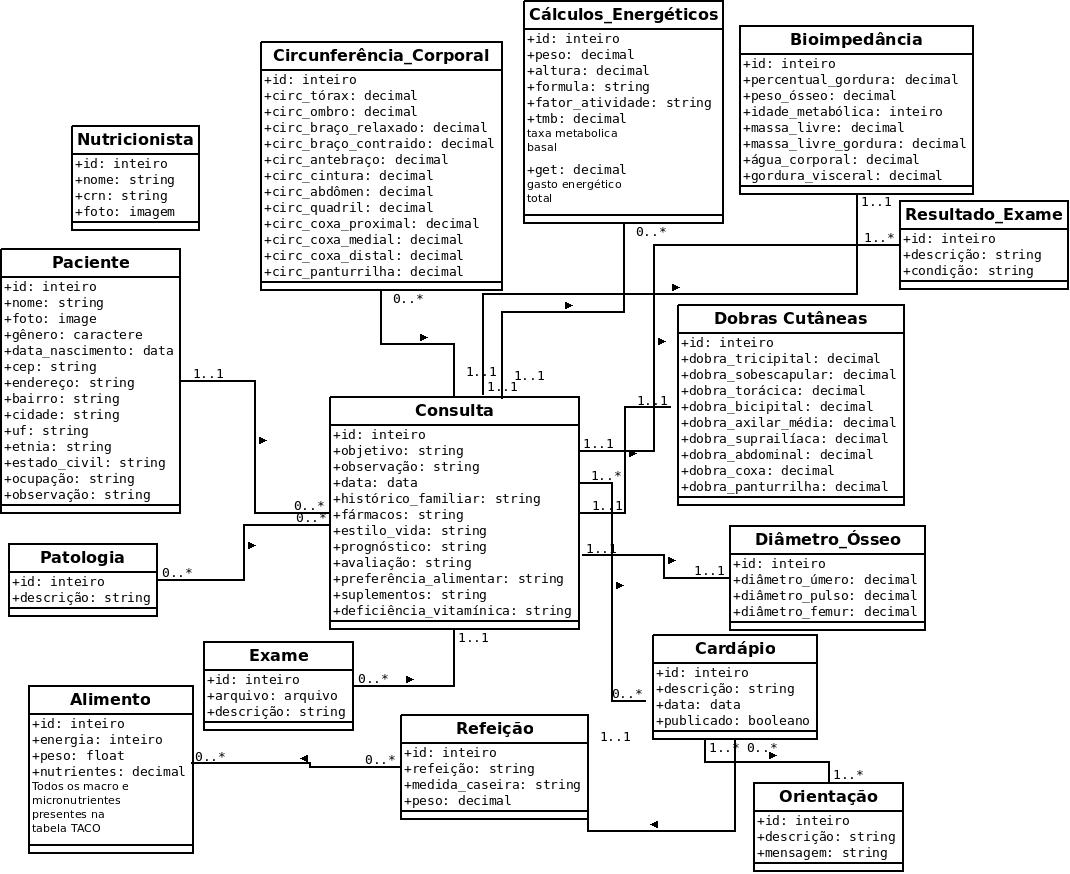 Nutricionista
+id: inteiro
+nome: string
+crn: string
+foto: imagem
Circunferência_Corporal
+id: inteiro
+circ_tórax: decimal
+circ_ombro: decimal
+circ_braço_relaxado: decimal
+circ_braço_contraido: decimal
+circ_antebraço: decimal
+circ_cintura: decimal
+circ_abdômen: decimal
+circ_quadril: decimal
+circ_coxa_proximal: decimal
+circ_coxa_medial: decimal
+circ_coxa_distal: decimal
+circ_panturrilha: decimal
0..*
Cálculos_Energéticos
+id: inteiro
+peso: decimal
+altura: decimal
+formula: string
+fator_atividade: string
+tmb: decimal
taxa metabolica
basal
+get: decimal
gasto energético
total
0..*
Bioimpedância
+id: inteiro
+percentual_gordura: decimal
+peso_ósseo: decimal
+idade_metabólica: inteiro
+massa_livre: decimal
+massa_livre_gordura: decimal
+água_corporal: decimal
+gordura_visceral: decimal
1..1
Resultado_Exame
+id: inteiro
+descrição: string
+condição: string
1..*
Paciente
+id: inteiro
+nome: string
+foto: image
+gênero: caractere
+data_nascimento: data
+cep: string
+endereço: string
+bairro: string
+cidade: string
+uf: string
+etnia: string
+estado_civil: string
+ocupação: string
+observação: string
1..1
0..*
0..*
1..1
1..1
1..1
Consulta
+id: inteiro
+objetivo: string
+observação: string
+data: data
+histórico_familiar: string
+fármacos: string
+estilo_vida: string
+prognóstico: string
+avaliação: string
+preferência_alimentar: string
+suplementos: string
+deficiência_vitamínica: string
1..1
1..*
1..1
1..1
1..1
1..1
Dobras Cutâneas
+id: inteiro
+dobra_tricipital: decimal
+dobra_sobescapular: decimal
+dobra_torácica: decimal
+dobra_bicipital: decimal
+dobra_axilar_média: decimal
+dobra_suprailíaca: decimal
+dobra_abdominal: decimal
+dobra_coxa: decimal
+dobra_panturrilha: decimal
Diâmetro_Ósseo
+id: inteiro
+diâmetro_úmero: decimal
+diâmetro_pulso: decimal
+diâmetro_femur: decimal
1..1
Patologia
+id: inteiro
+descrição: string
0..*
Exame
+id: inteiro
+arquivo: arquivo
+descrição: string
0..*
Cardápio
+id: inteiro
+descrição: string
+data: data
+publicado: booleano
0..*
1..1
1..*
0..*
1..*
Alimento
+id: inteiro
+energia: inteiro
+peso: float
+nutrientes: decimal
Todos os macro e
micronutrientes
presentes na
tabela TACO
0..*
0..*
Refeição
+id: inteiro
+refeição: string
+medida_caseira: string
+peso: decimal
Orientação
+id: inteiro
+descrição: string
+mensagem: string